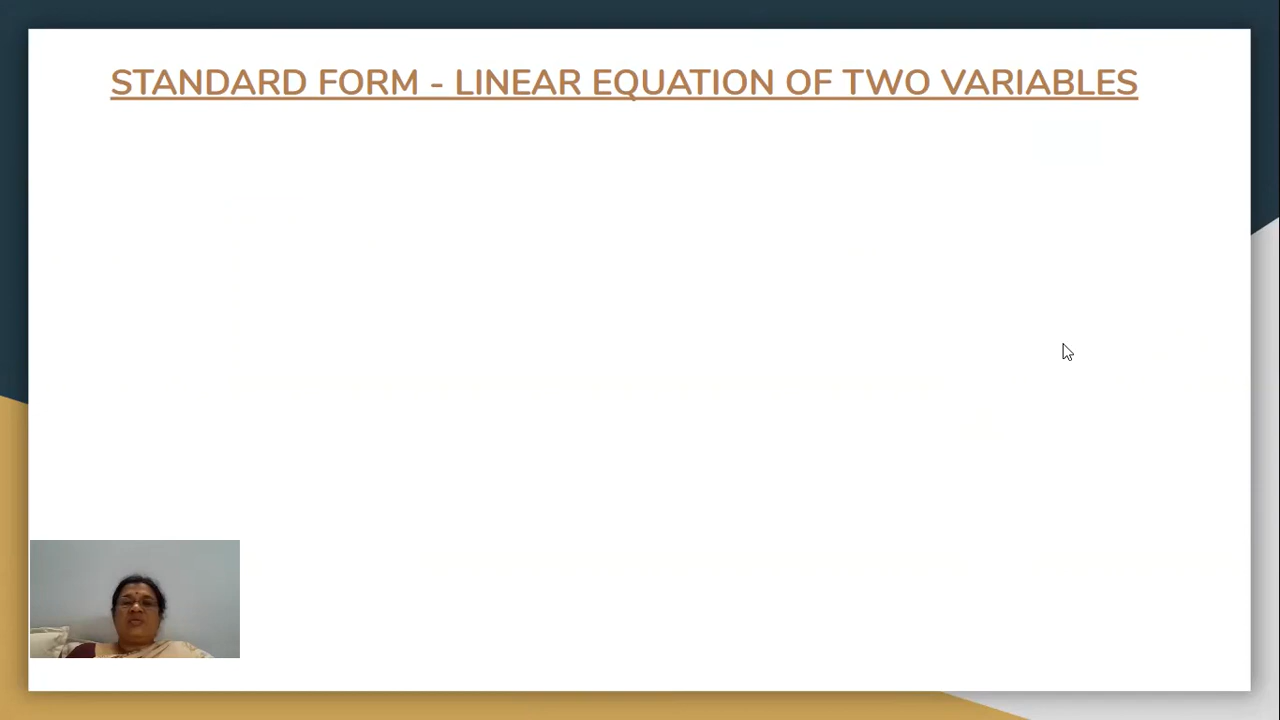 STANDARD FORM - LINEAR EQUATION OF TWO VARIABLES